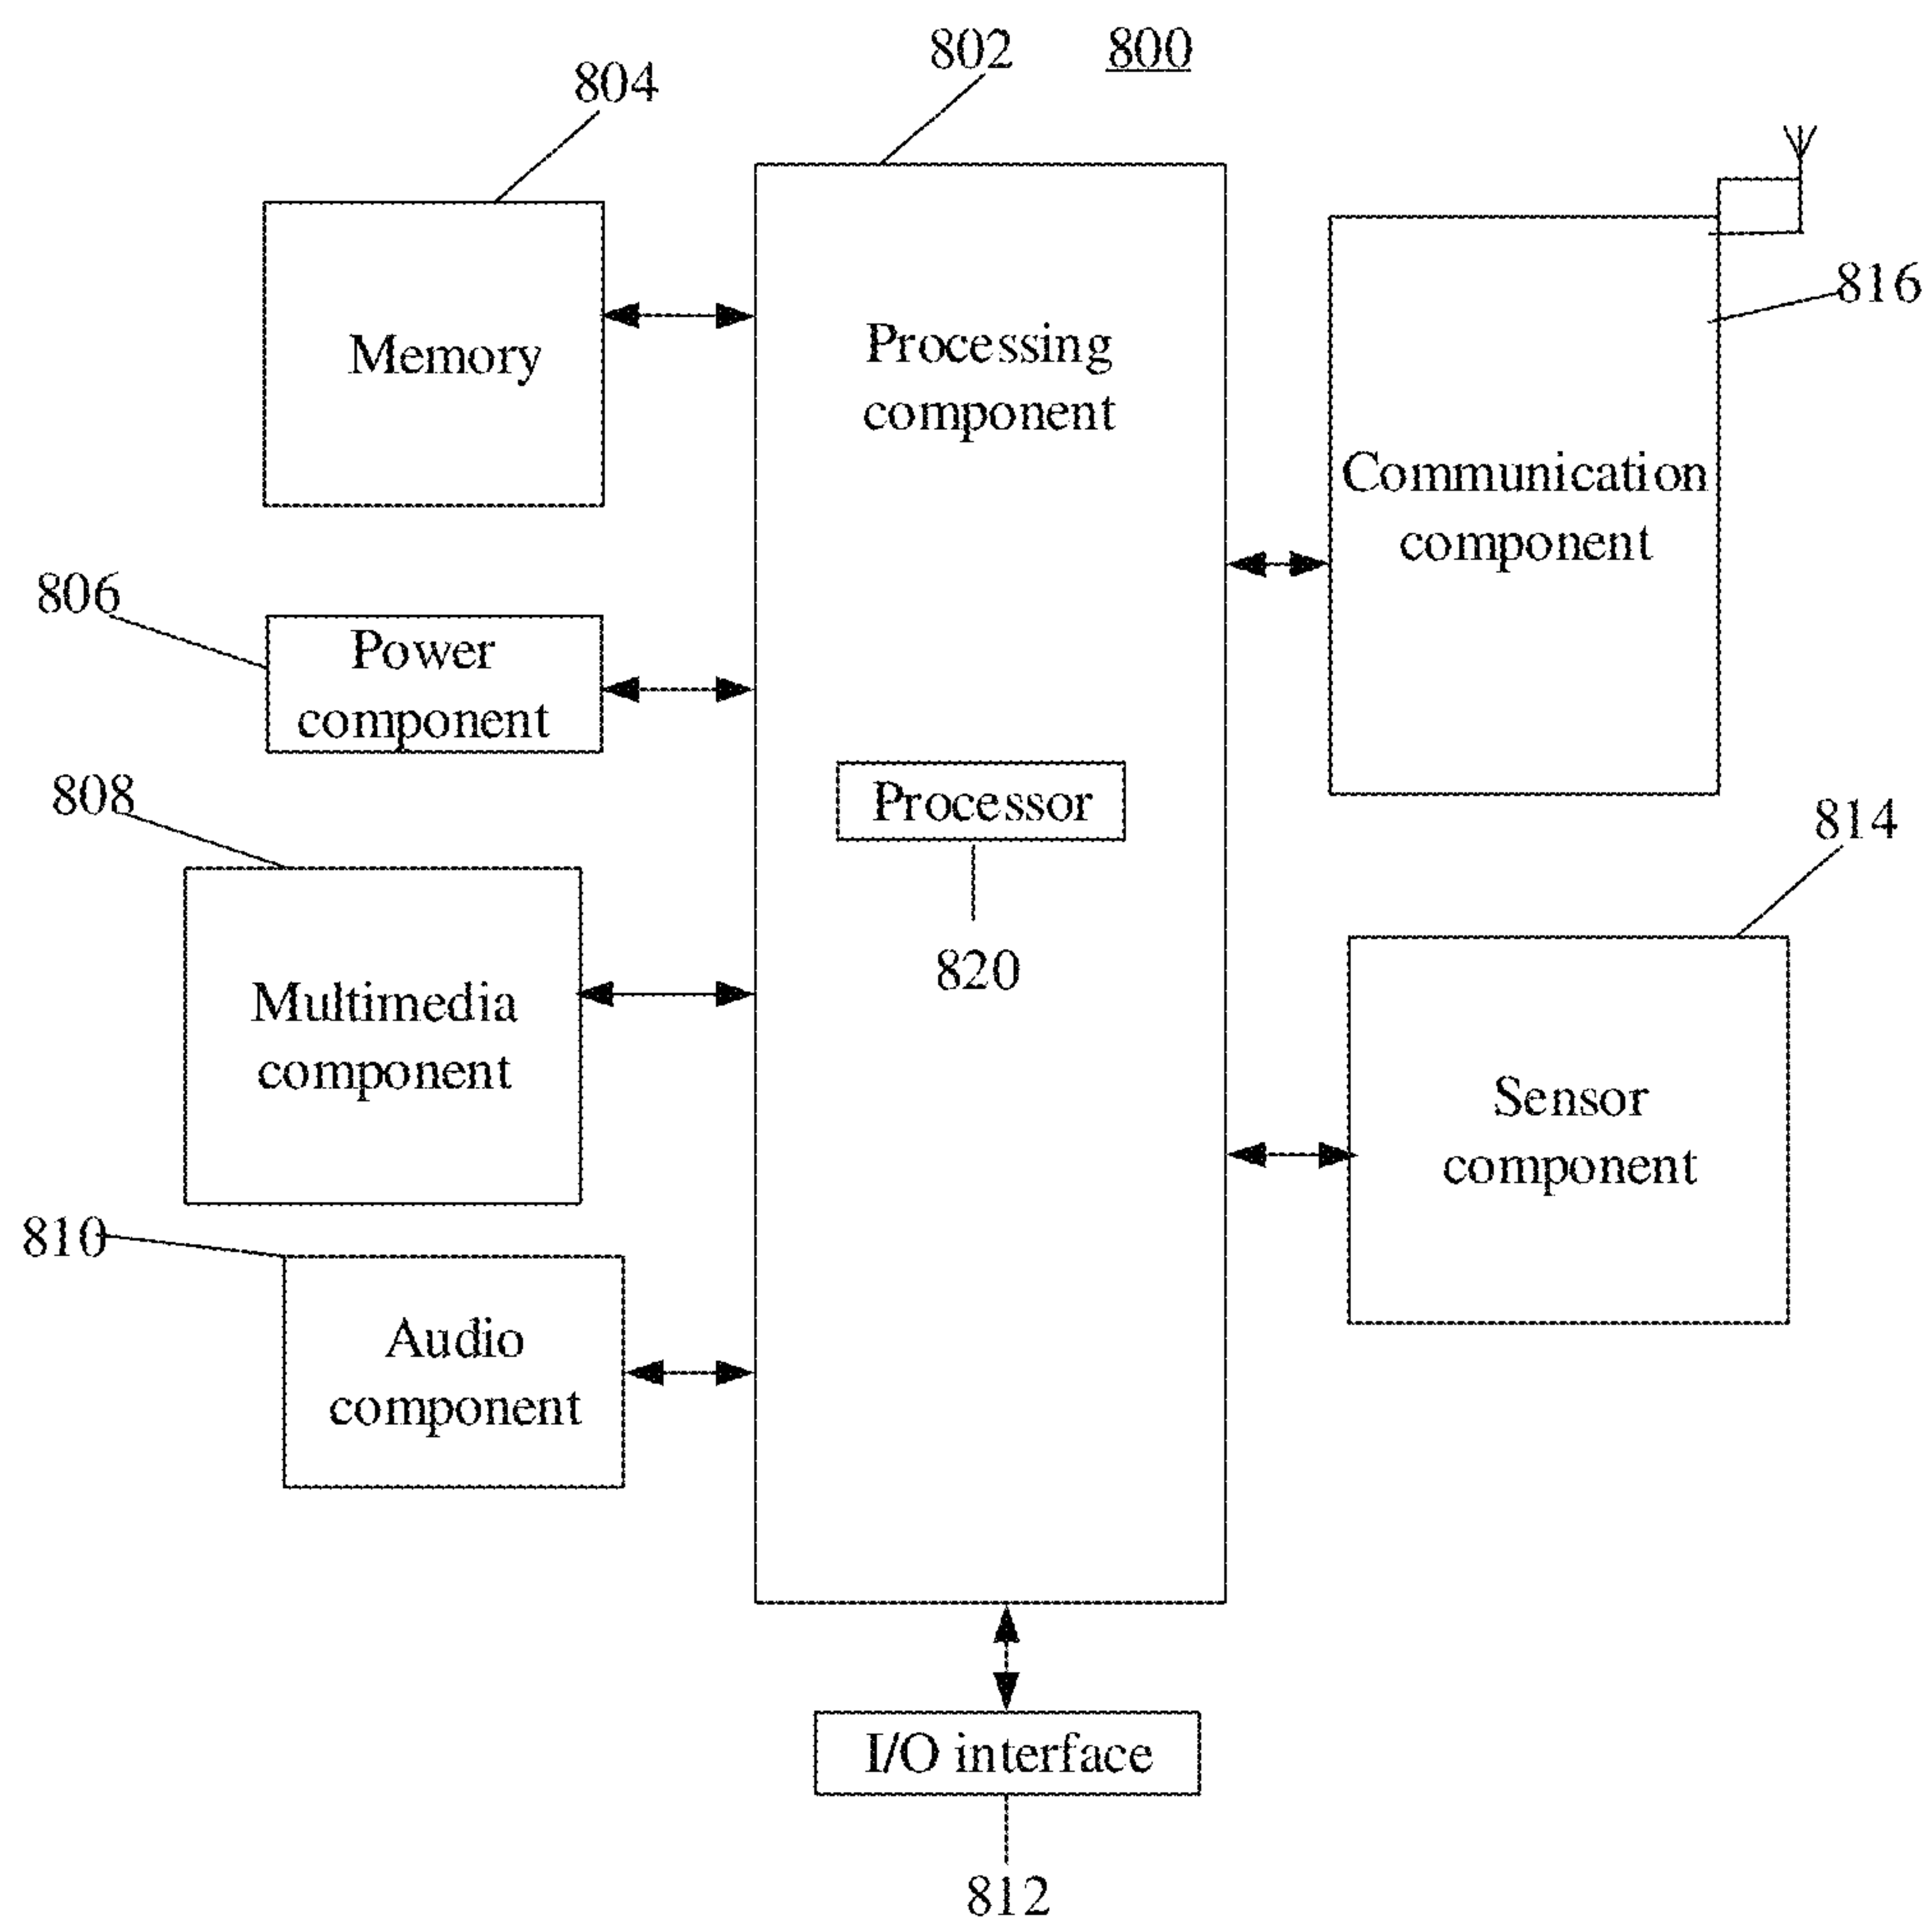 802
800
804
Memory
Processing
component
816
Communication
component
806
Power
component
Processor
820
808
Multimedia
component
814
Sensor
component
810
Audio
component
I/O interface
812